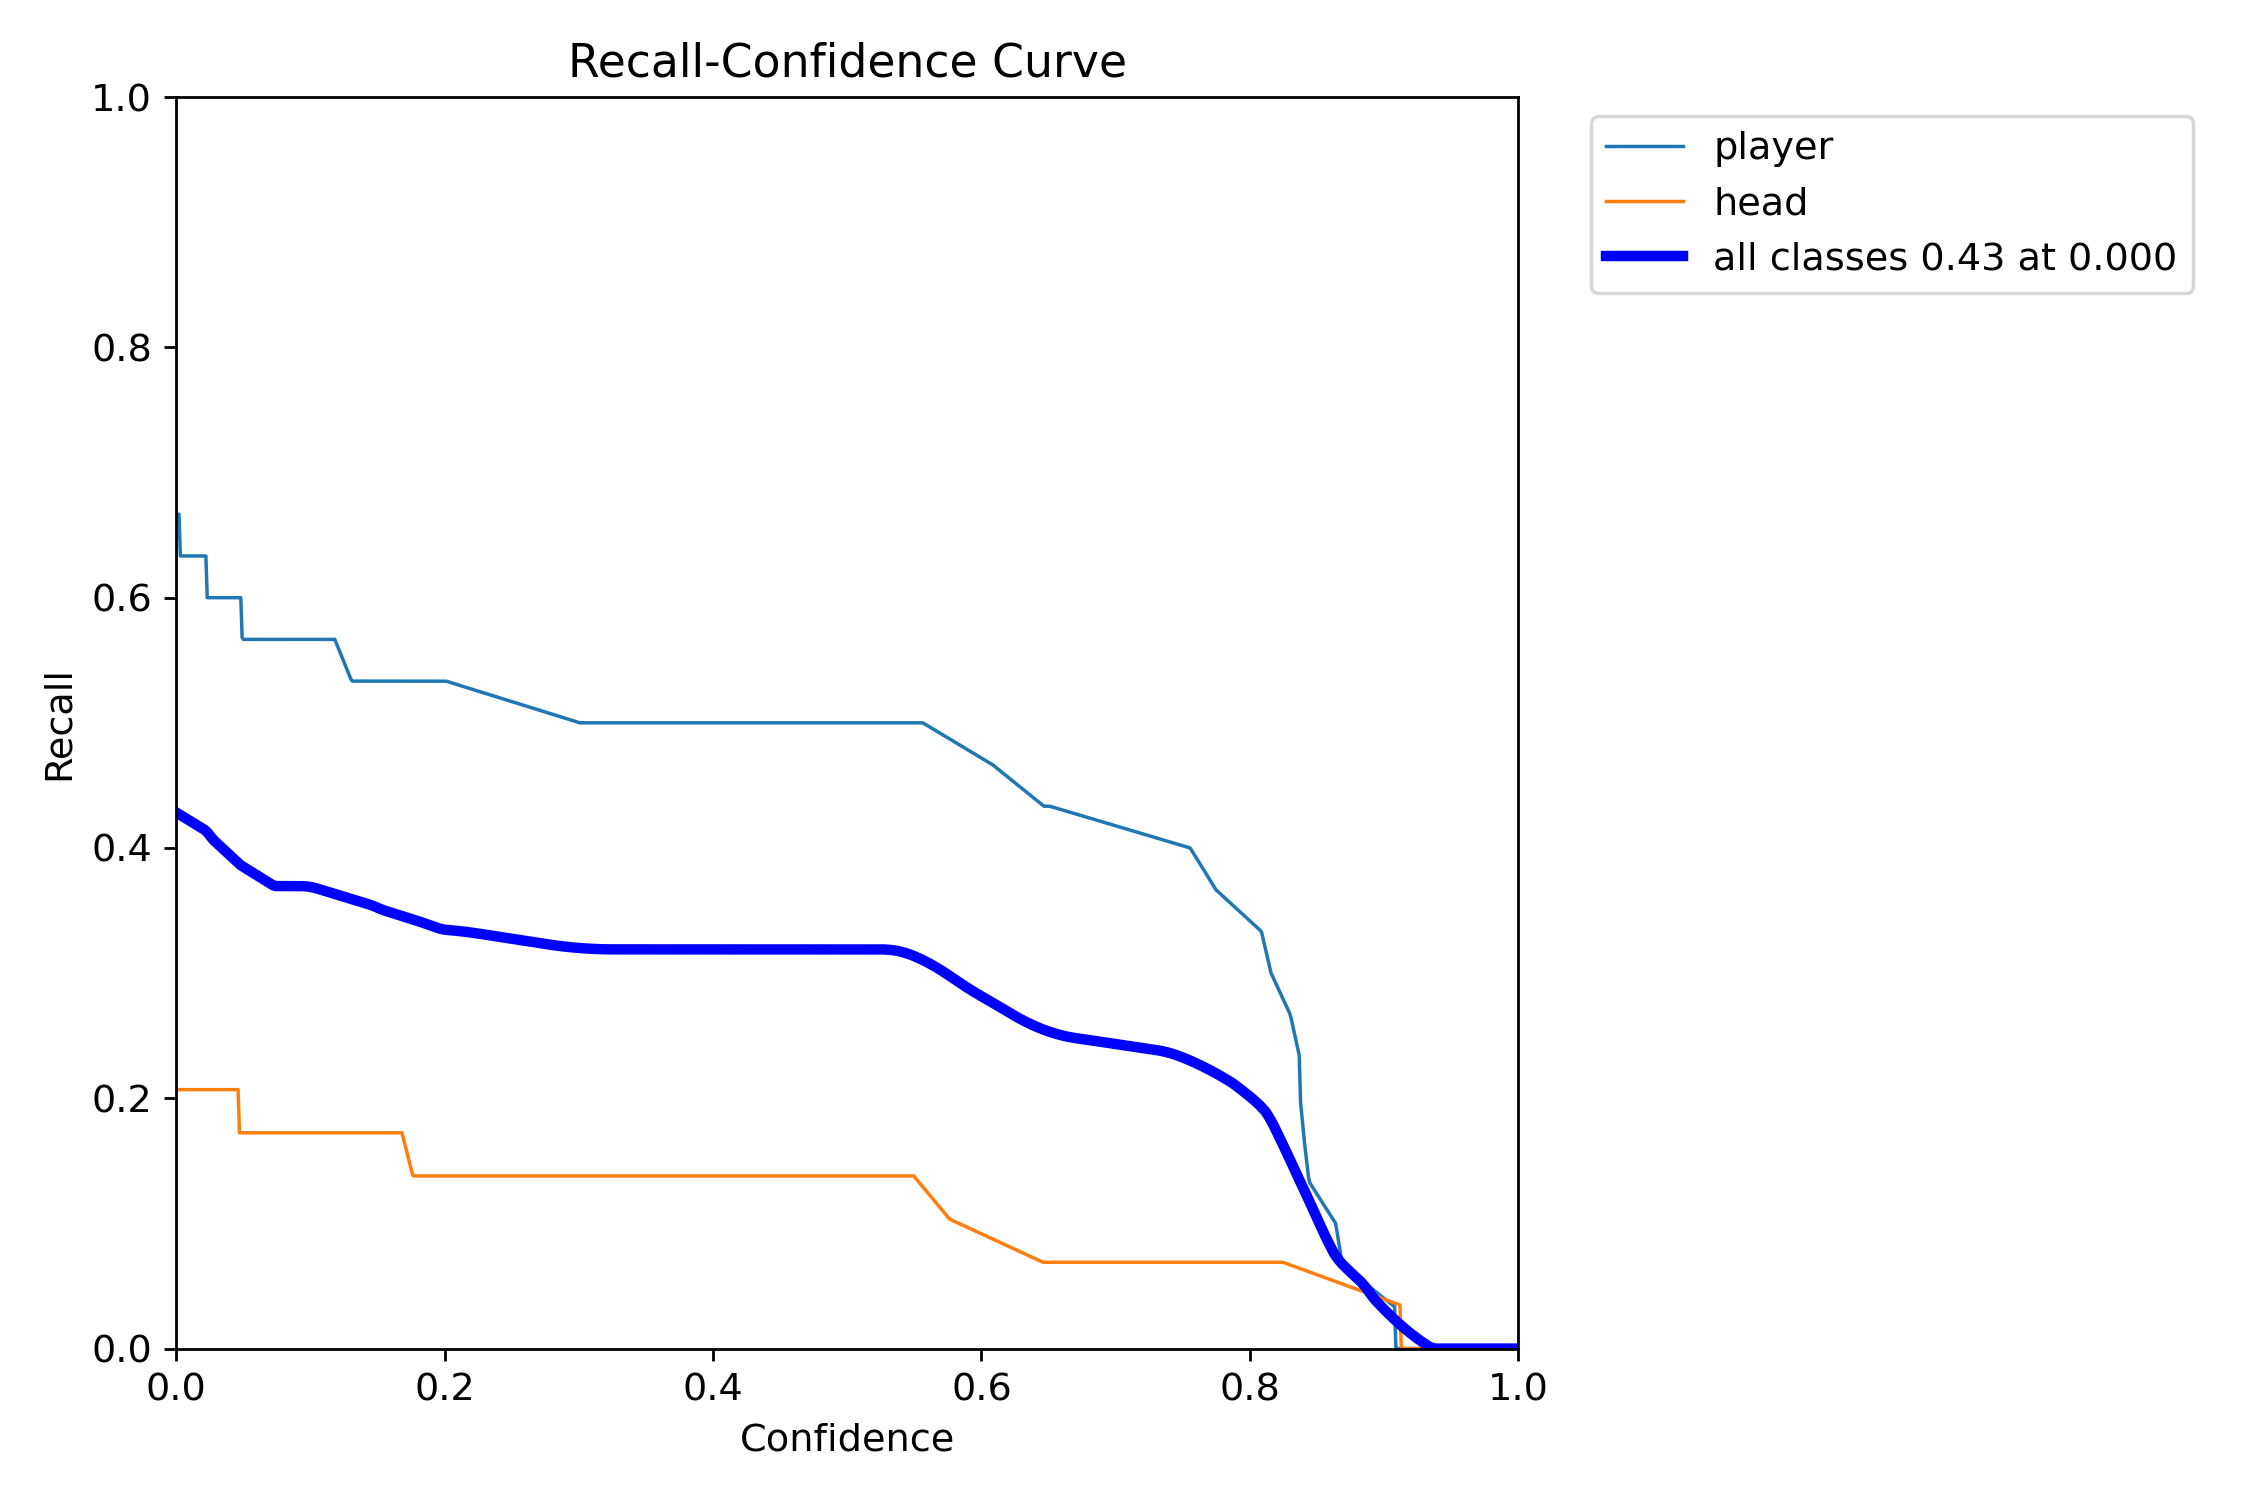 Recall-Confidence Curve
1.0
0.8
0.6
0.4
0.2
0.0
Recall
0.0 0.2 0.4 0.6 0.8 1.0
Confidence
player
head
all classes 0.43 at 0.000